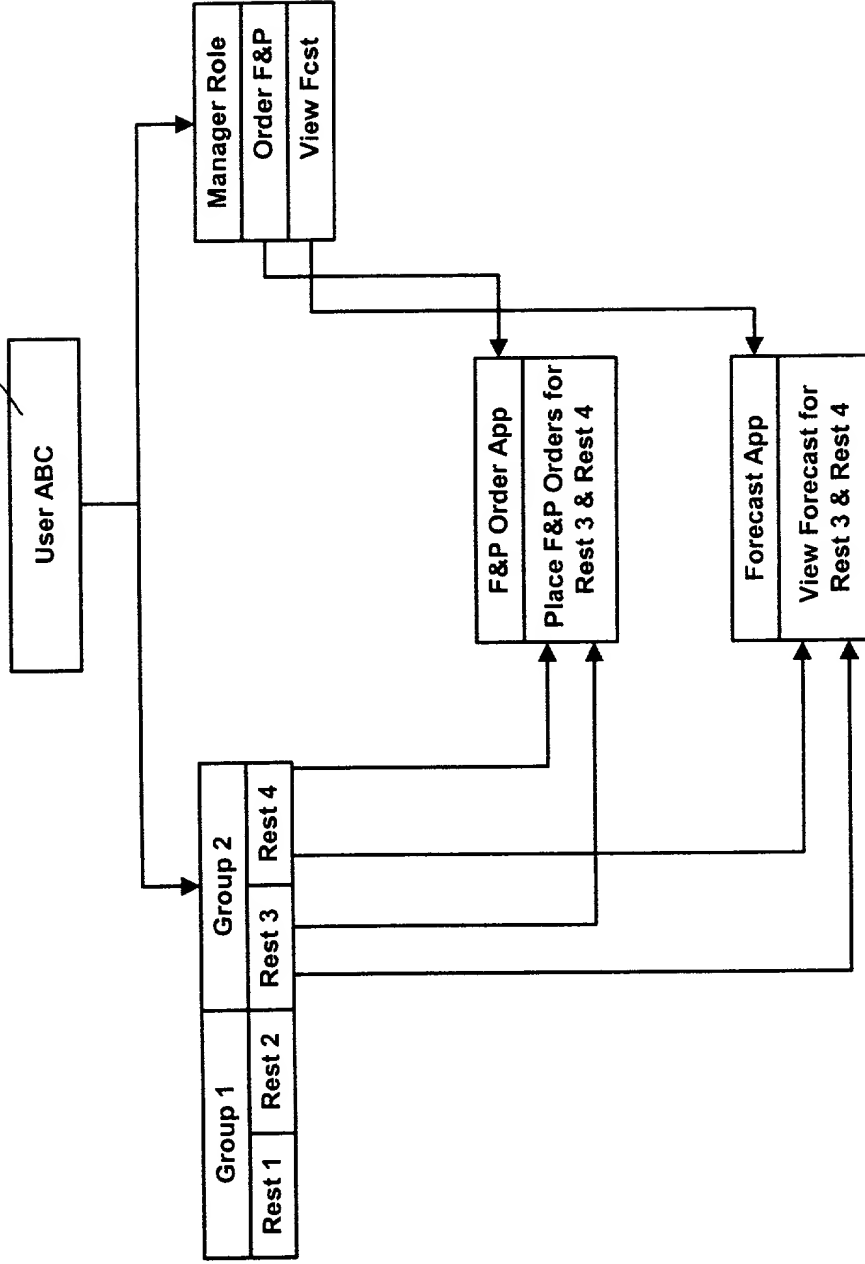 User ABC
Group 1
Group 2
Rest 1
Rest 2
Rest 3
Rest 4
Manager Role
Order F&P
View Fcst
F&P Order App
Place F&P Orders for
Rest 3 & Rest 4
Forecast App
View Forecast for
Rest 3 & Rest 4